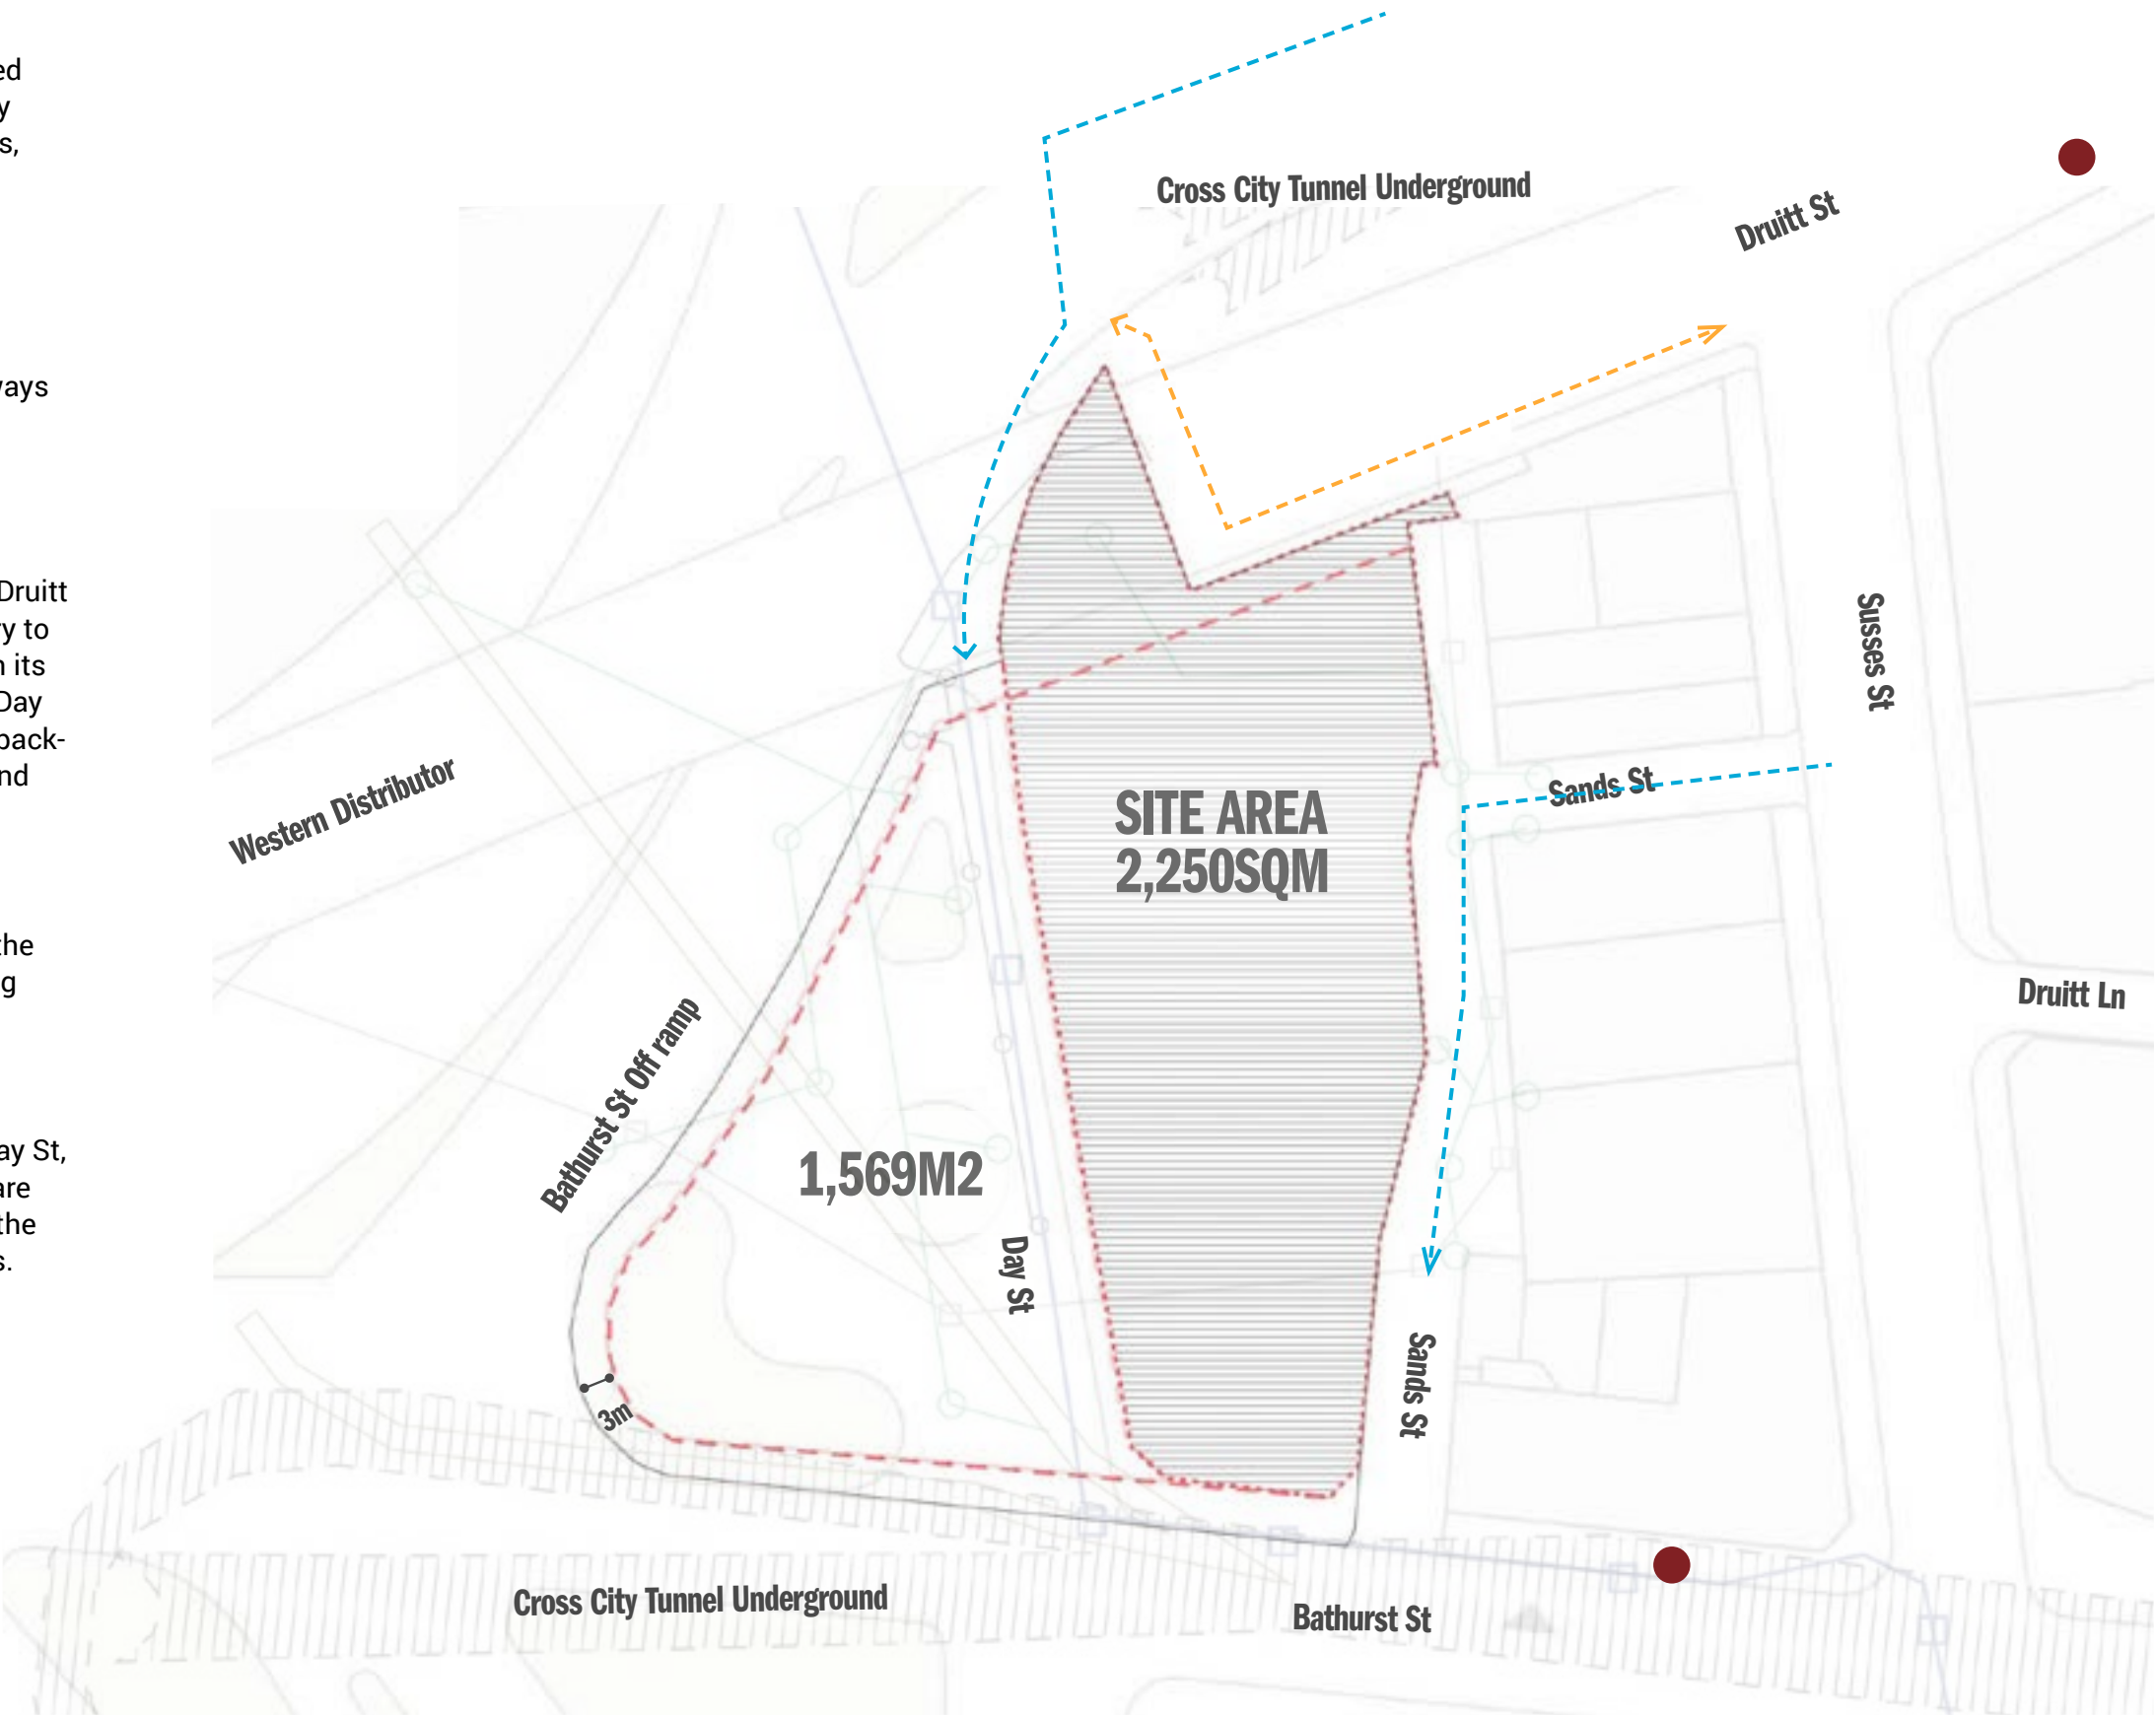 ed
y
s,
ways
Druitt
ry to
n its
Day
back-
nd
the
g
ay St,
are
the
s.
Cross City Tunnel Underground
Druitt St
Susses St
Western Distributor
SITE AREA
2,250SQM
Sands St
Druitt Ln
Bathurst St Off ramp
1,569M2
Day St
Sands St
3m
Cross City Tunnel Underground
Bathurst St